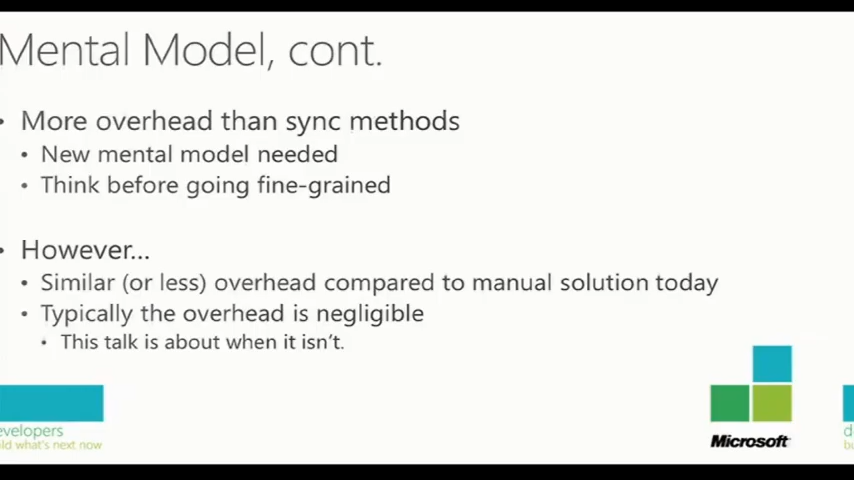 Mental Model, cont.
• More overhead than sync methods
• New mental model needed
• Think before going fine-grained
• However...
• Similar (or less) overhead compared to manual solution today
• Typically the overhead is negligible
• This talk is about when it isn't.
evelopers
ild what's next now
Microsoft
d
bu